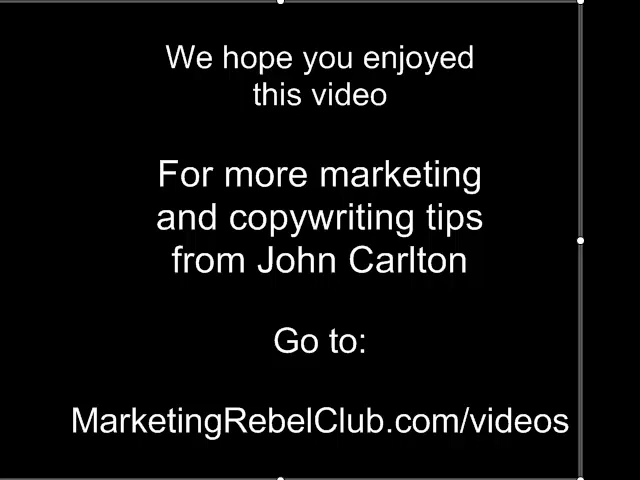 We hope you enjoyed
this video
For more marketing
and copywriting tips
from John Carlton
Go to:
MarketingRebelClub.com/videos